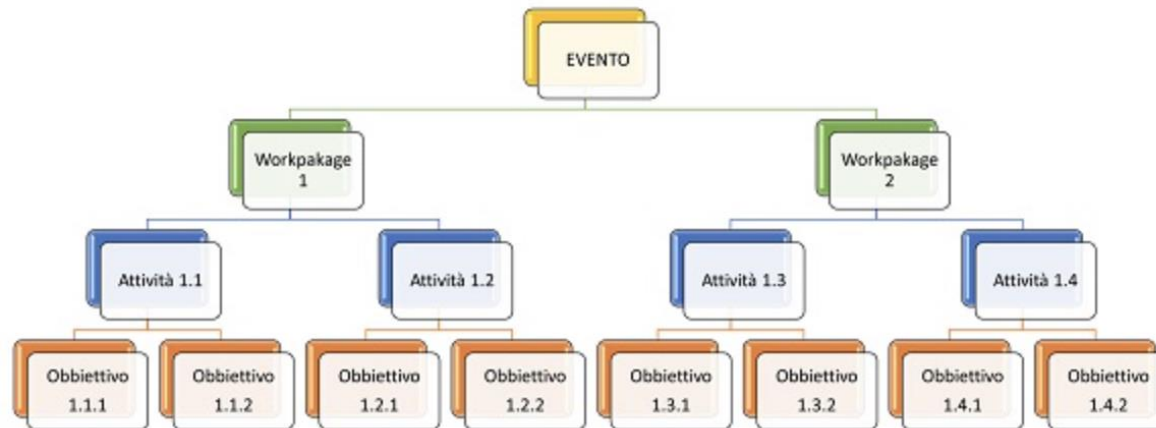 EVENTO
Workpakage
1
Workpakage
2
Attività 1.1
Attività 1.2
Attività 1.3
Attività 1.4
Obbiettivo
1.1.1
Obbiettivo
1.1.2
Obbiettivo
1.2.1
Obbiettivo
1.2.2
Obbiettivo
1.3.1
Obbiettivo
1.3.2
Obbiettivo
1.4.1
Obbiettivo
1.4.2